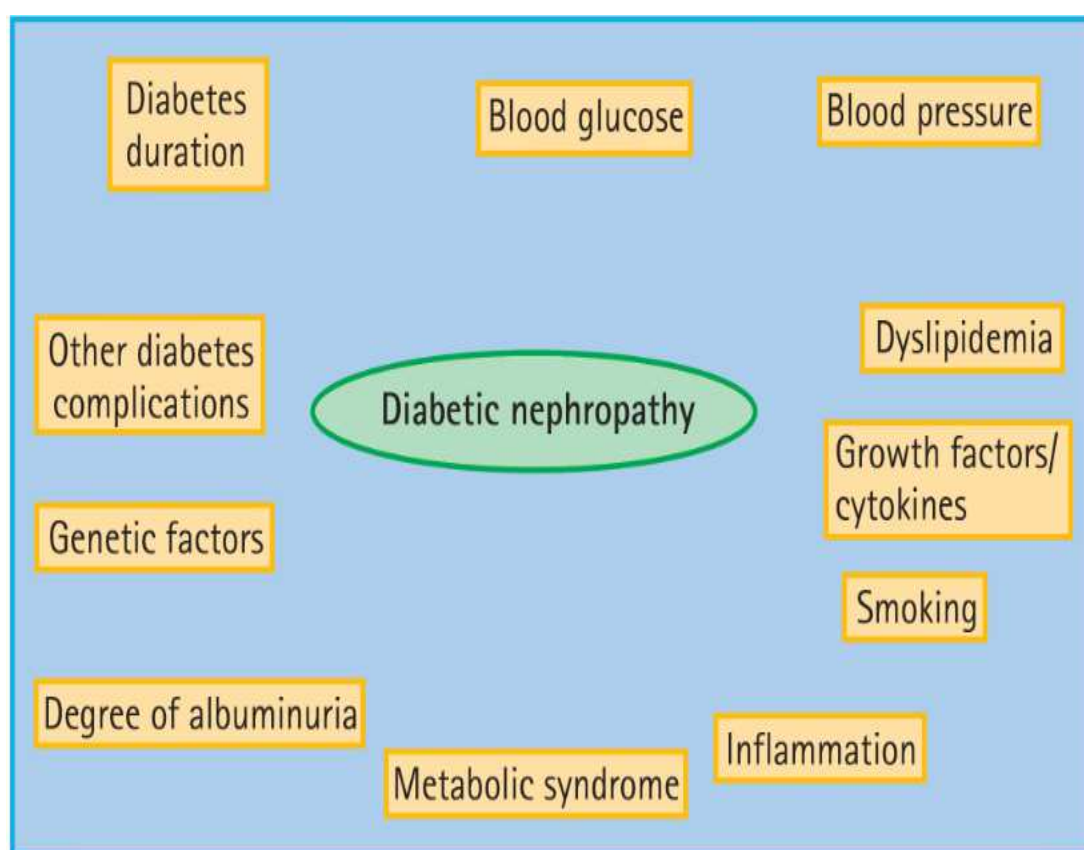 Diabetes
duration
Blood glucose
Blood pressure
Other diabetes
complications
Diabetic nephropathy
Dyslipidemia
Growth factors/
cytokines
Genetic factors
Smoking
Degree of albuminuria
Metabolic syndrome
Inflammation